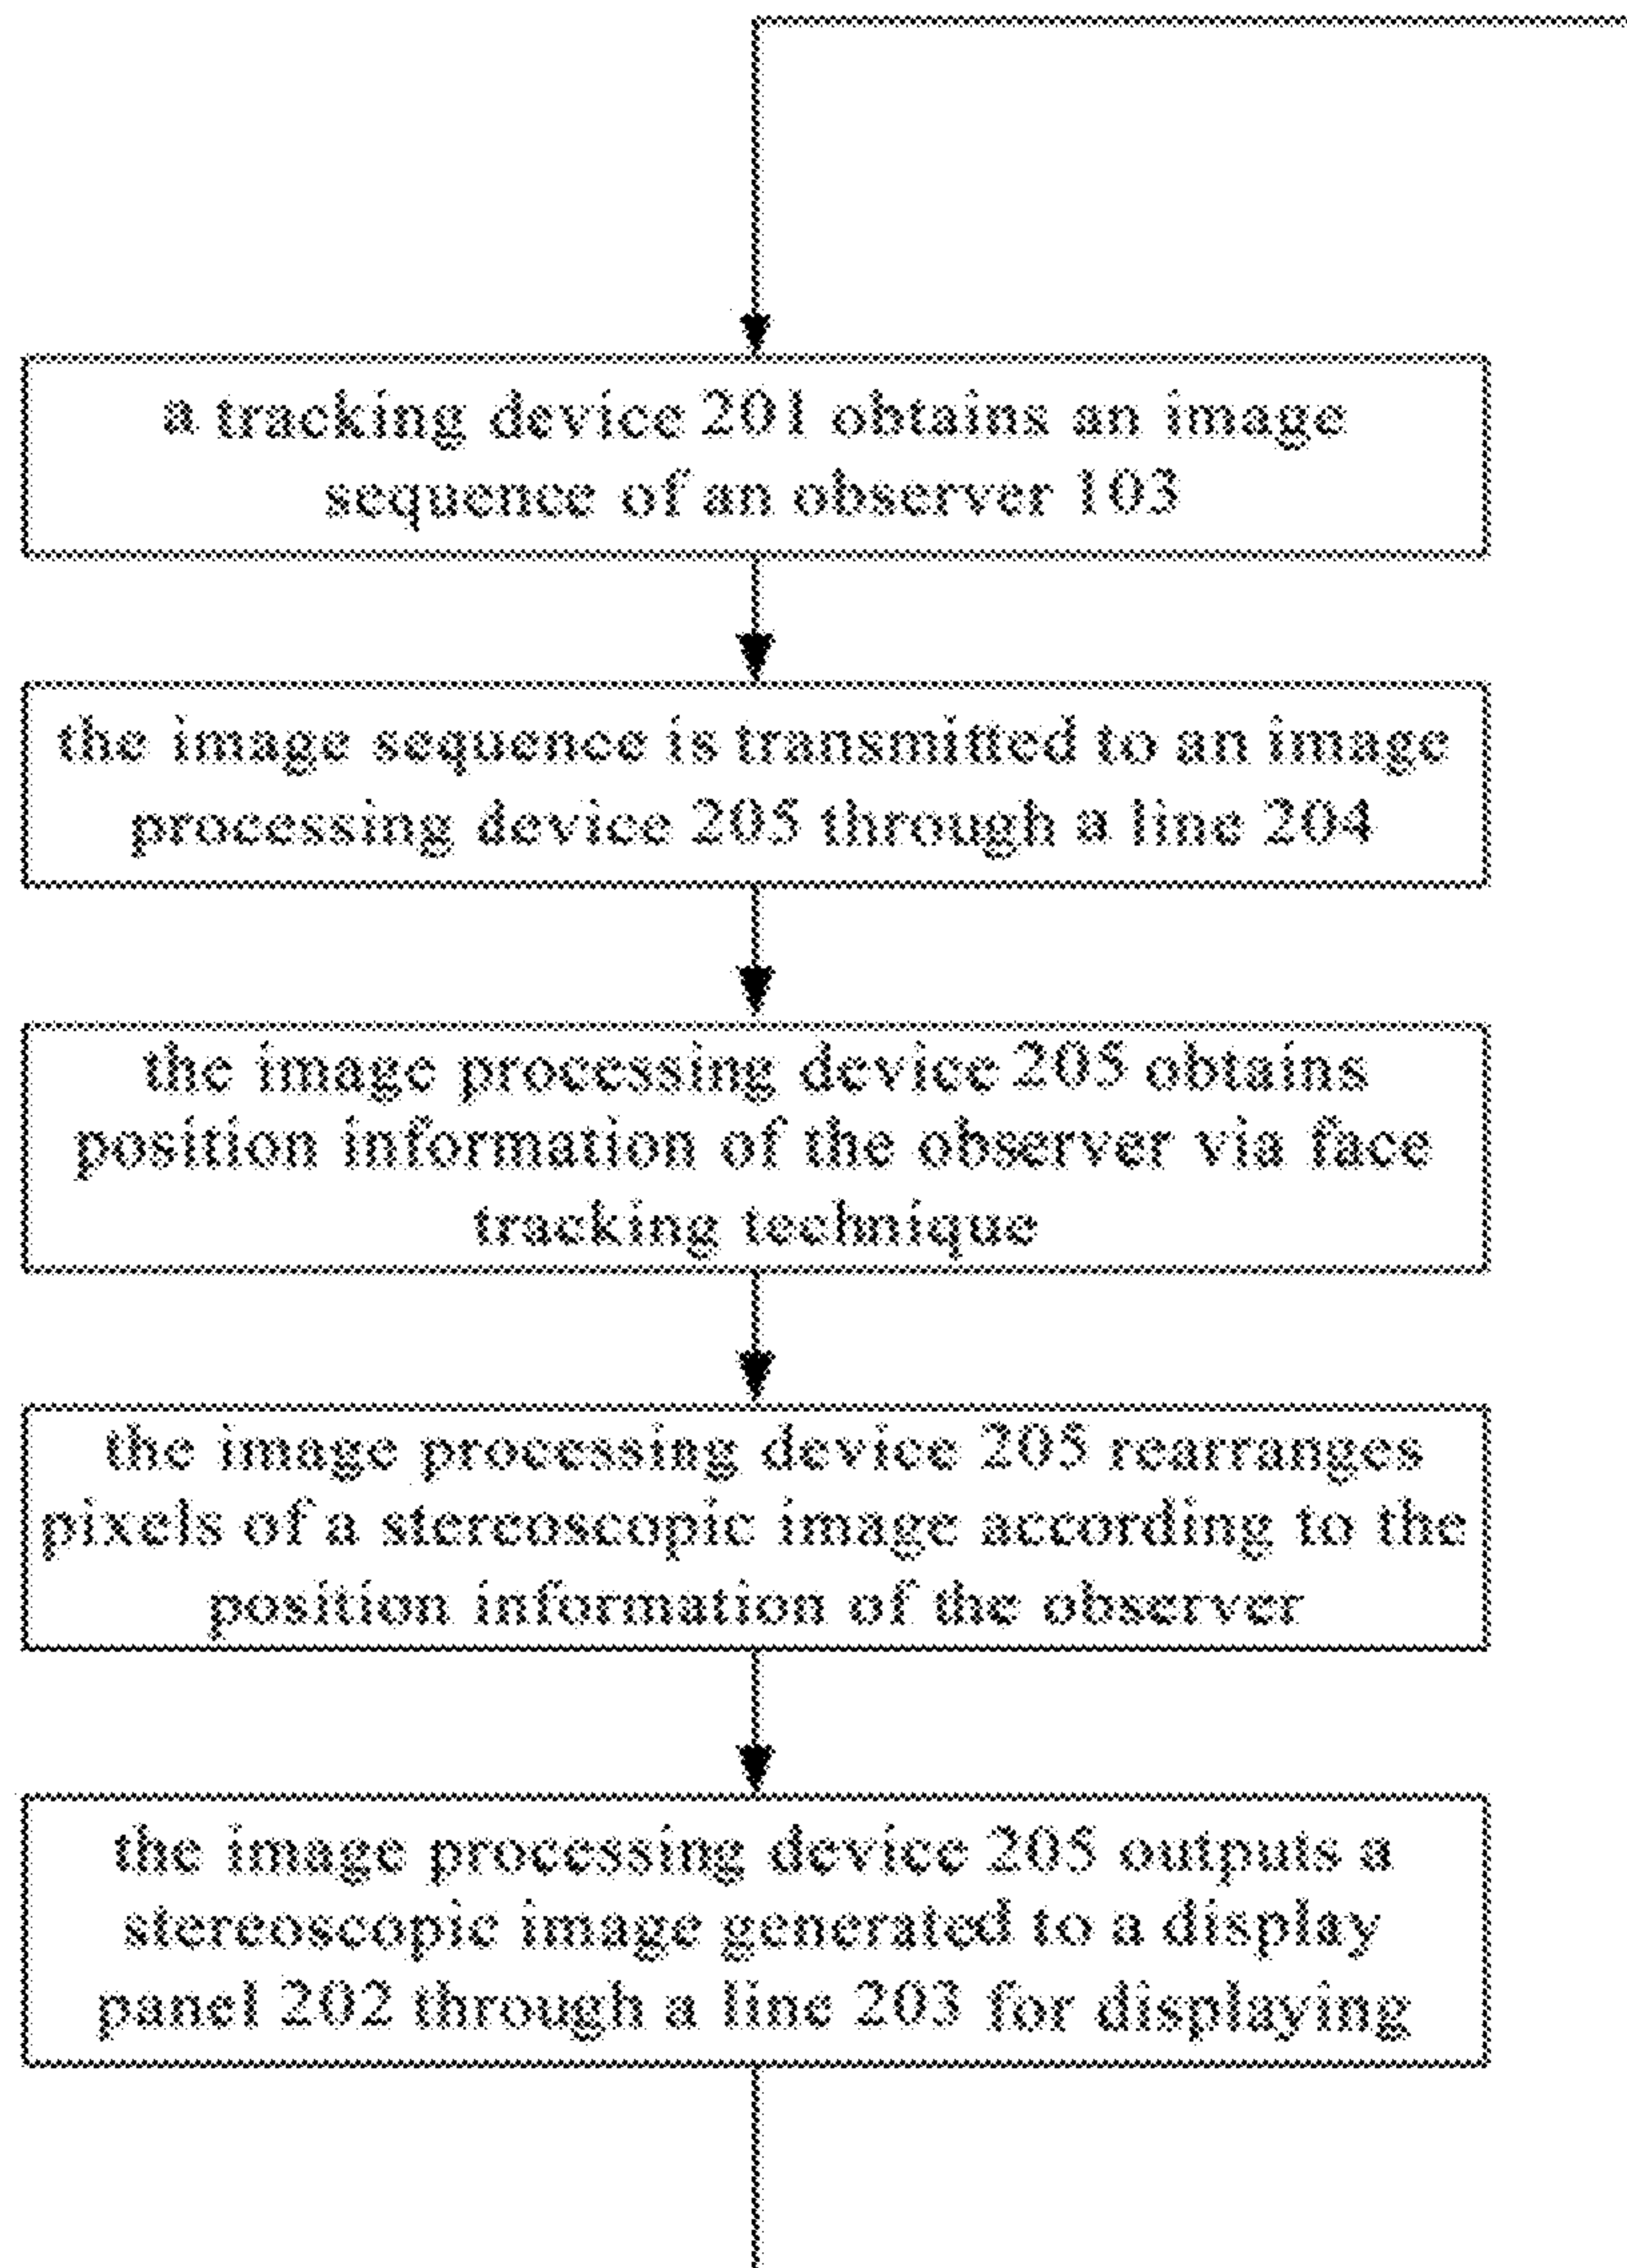 a tracking device 201 obtains an image
sequence of an observer 103
the image sequence is transmitted to an image
processing device 205 through a line 204
the image processing device 205 obtains
position information of the observer via face
tracking technique
the image processing device 205 rearranges
pixels of a stereoscopic image according to the
position information of the observer
the image processing device 205 outputs a
stereoscopic image generated to a display
panel 202 through a line 203 for displaying